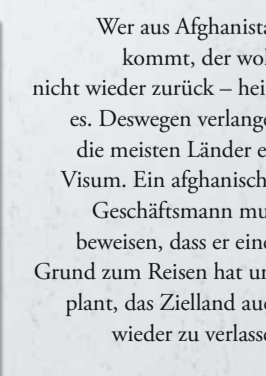 Wer aus Afghanista
kommt, der wol
nicht wieder zurück – hei
es. Deswegen verlange
die meisten Länder e
Visum. Ein afghanisch
Geschäftsmann mu
beweisen, dass er eine
Grund zum Reisen hat un
plant, das Zielland auc
wieder zu verlasse